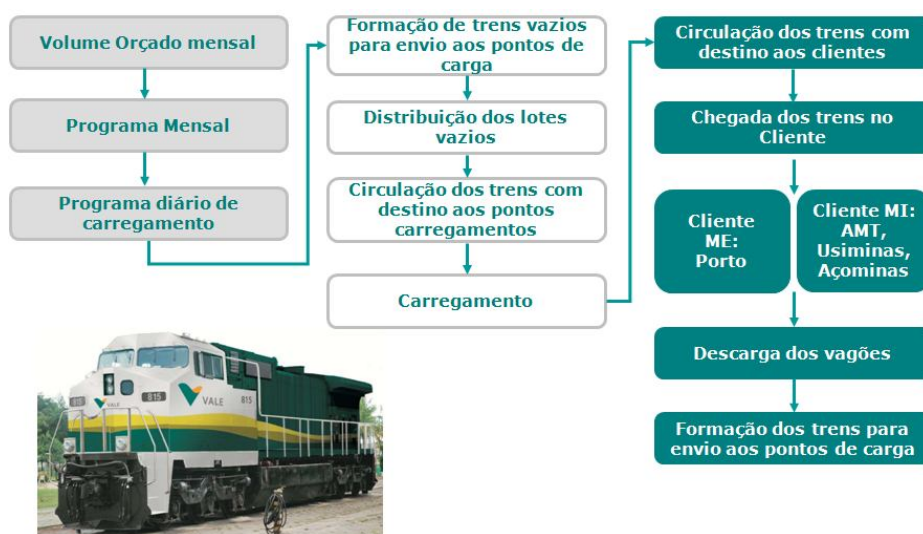 Volume Orçado mensal
Programa Mensal
Programa diário de
carregamento
Formação de trens vazios
para envio aos pontos de
carga
Distribuição dos lotes
vazios
Circulação dos trens com
destino aos pontos
carregamentos
Carregamento
Circulação dos trens com
destino aos clientes
Chegada dos trens no
Cliente
Cliente
ME:
Porto
Cliente MI:
AMT,
Usiminas,
Açominas
Descarga dos vagões
Formação dos trens para
envio aos pontos de carga
815
815
VALE
VALE
815